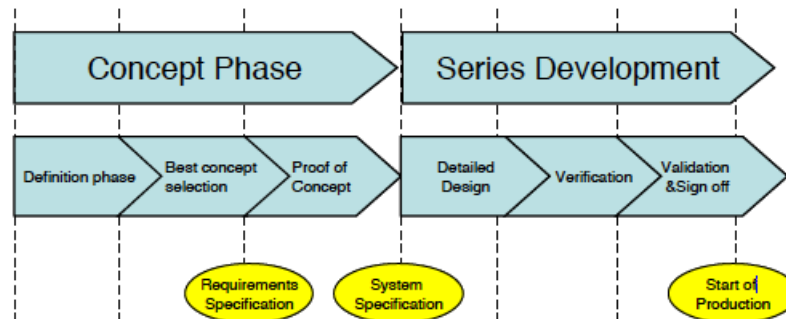 Concept Phase
Series Development
Definition phase
Best concept
selection
Proof of
Concept
Detailed
Design
Verification
Validation
&Sign off
Requirements
Specification
System
Specification
Start of
Production